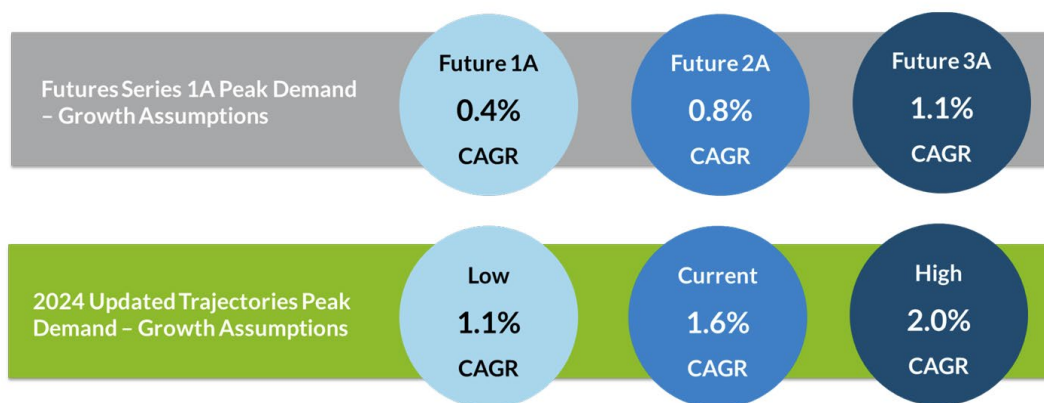 Futures Series 1A Peak Demand
– Growth Assumptions
Future 1A
0.4%
CAGR
Future 2A
0.8%
CAGR
Future 3A
1.1%
CAGR
2024 Updated Trajectories Peak
Demand – Growth Assumptions
Low
1.1%
CAGR
Current
1.6%
CAGR
High
2.0%
CAGR